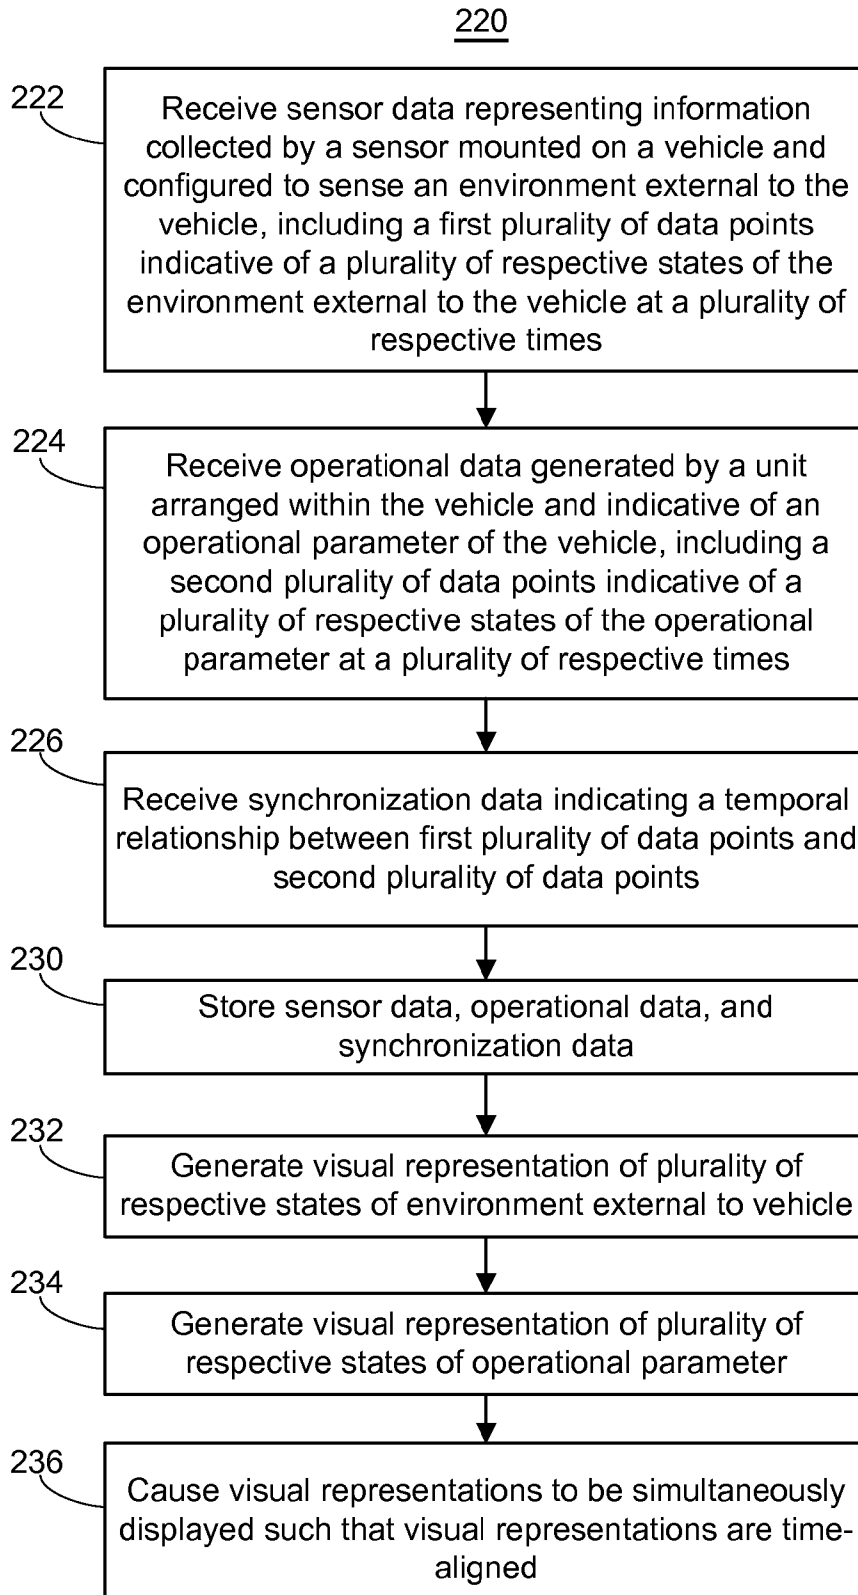 220
222
Receive sensor data representing information
collected by a sensor mounted on a vehicle and
configured to sense an environment external to the
vehicle, including a first plurality of data points
indicative of a plurality of respective states of the
environment external to the vehicle at a plurality of
respective times
224
Receive operational data generated by a unit
arranged within the vehicle and indicative of an
operational parameter of the vehicle, including a
second plurality of data points indicative of a
plurality of respective states of the operational
parameter at a plurality of respective times
226
Receive synchronization data indicating a temporal
relationship between first plurality of data points and
second plurality of data points
230
Store sensor data, operational data, and
synchronization data
232
Generate visual representation of plurality of
respective states of environment external to vehicle
234
Generate visual representation of plurality of
respective states of operational parameter
236
Cause visual representations to be simultaneously
displayed such that visual representations are time-
aligned